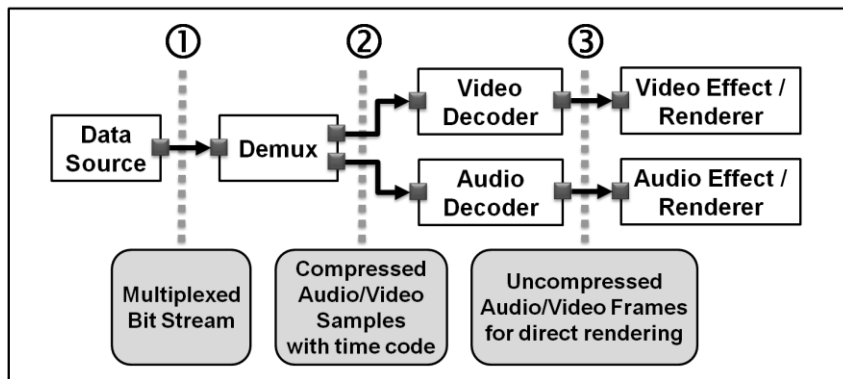 ①
②
③
Data
Source
Demux
Video
Decoder
Audio
Decoder
Video Effect /
Renderer
Audio Effect /
Renderer
Multiplexed
Bit Stream
Compressed
Audio/Video
Samples
with time code
Uncompressed
Audio/Video Frames
for direct rendering